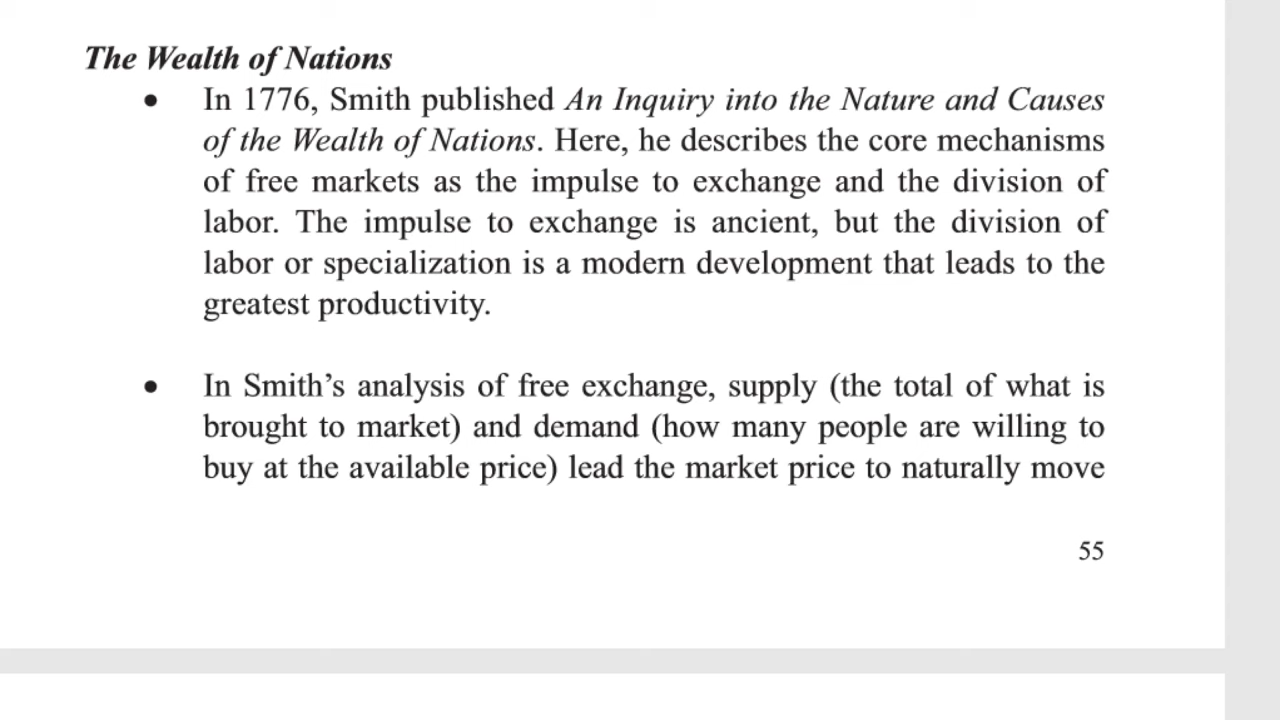 The Wealth of Nations
• In 1776, Smith published An Inquiry into the Nature and Causes
of the Wealth of Nations. Here, he describes the core mechanisms
of free markets as the impulse to exchange and the division of
labor. The impulse to exchange is ancient, but the division of
labor or specialization is a modern development that leads to the
greatest productivity.
• In Smith’s analysis of free exchange, supply (the total of what is
brought to market) and demand (how many people are willing to
buy at the available price) lead the market price to naturally move
55